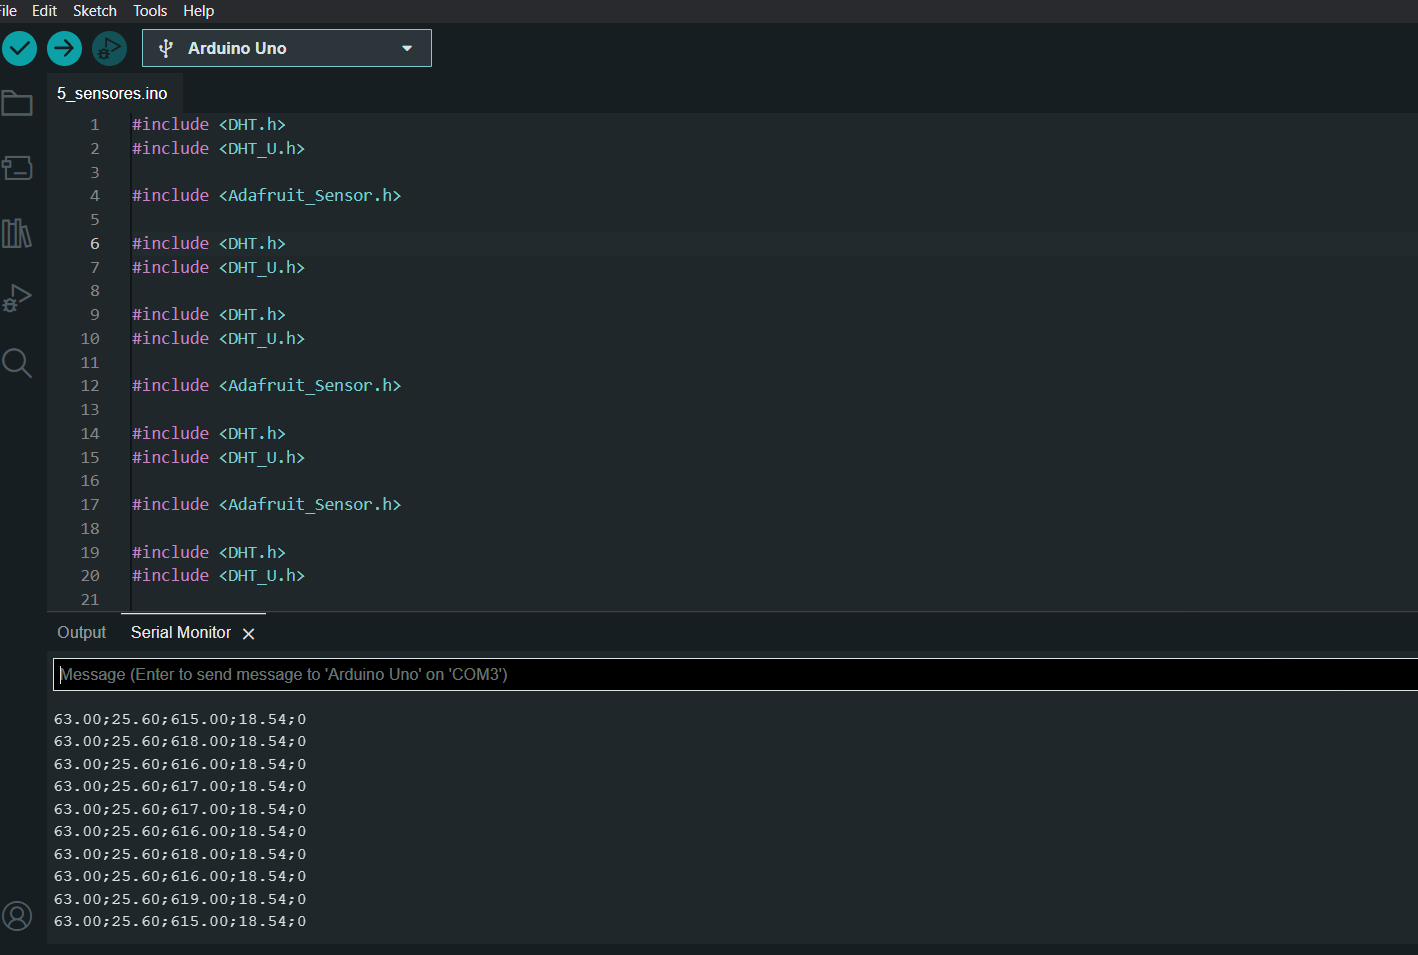 File Edit Sketch Tools Help
Arduino Uno
5_sensores.ino
1 #include <DHT.h>
2 #include <DHT_U.h>
3
4 #include <Adafruit_Sensor.h>
5
6 #include <DHT.h>
7 #include <DHT_U.h>
8
9 #include <DHT.h>
10 #include <DHT_U.h>
11
12 #include <Adafruit_Sensor.h>
13
14 #include <DHT.h>
15 #include <DHT_U.h>
16
17 #include <Adafruit_Sensor.h>
18
19 #include <DHT.h>
20 #include <DHT_U.h>
21
Output Serial Monitor
Message (Enter to send message to 'Arduino Uno' on 'COM3')
63.00;25.60;615.00;18.54;0
63.00;25.60;618.00;18.54;0
63.00;25.60;616.00;18.54;0
63.00;25.60;617.00;18.54;0
63.00;25.60;617.00;18.54;0
63.00;25.60;616.00;18.54;0
63.00;25.60;618.00;18.54;0
63.00;25.60;616.00;18.54;0
63.00;25.60;619.00;18.54;0
63.00;25.60;615.00;18.54;0